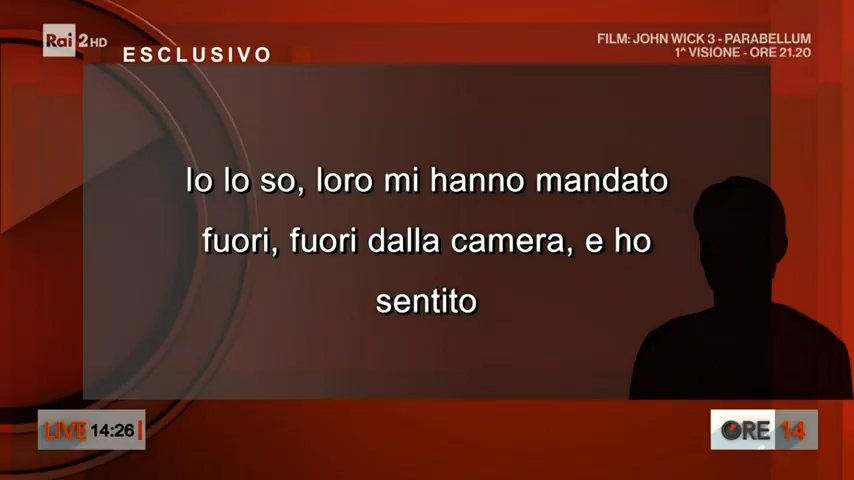 Rai 2 HD
ESCLUSIVO
FILM: JOHN WICK 3 - PARABELLUM
1^ VISIONE - ORE 21.20
Io lo so, loro mi hanno mandato
fuori, fuori dalla camera, e ho
sentito
LIVE 14:26
ORE 14